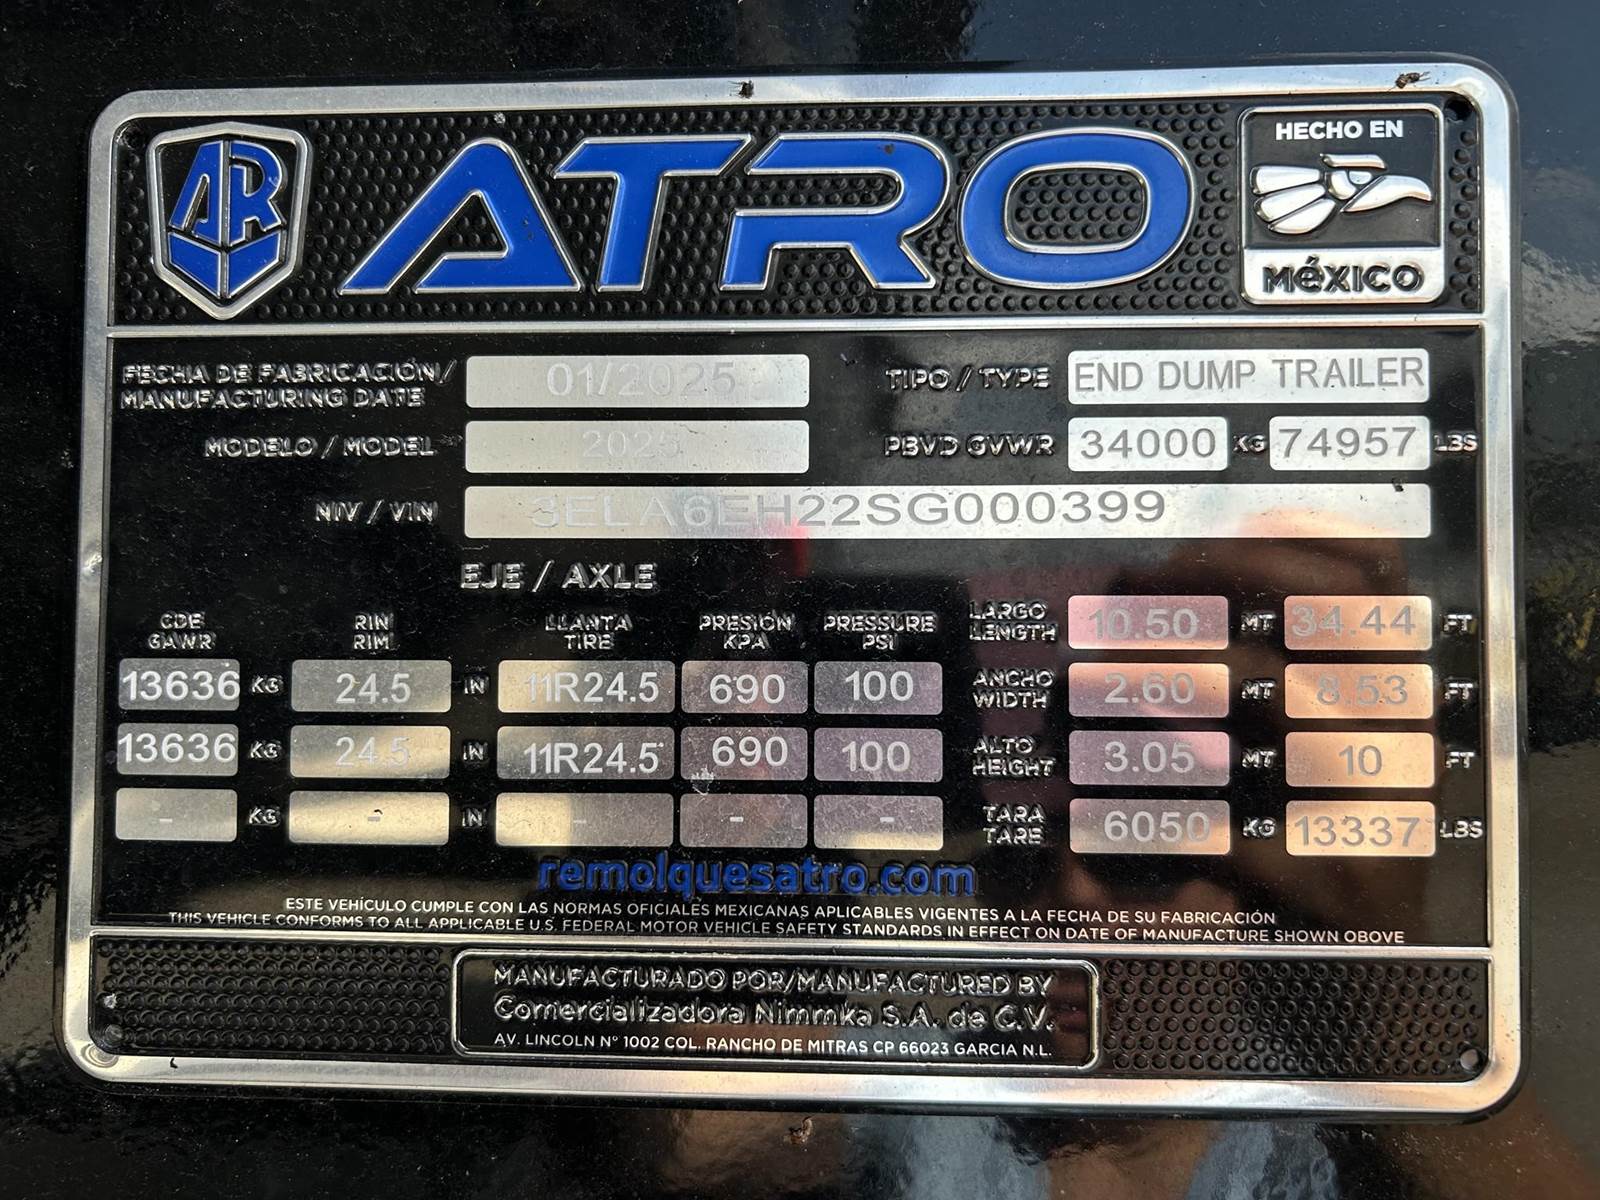 AR
ATRO
HECHO EN
MÉXICO
FECHA DE FABRICACIÓN/
MANUFACTURING DATE
01/2025
TIPO / TYPE
END DUMP TRAILER
MODELO / MODEL
2025
PBVD GVWR
34000 KG 74957 LBS
NIV / VIN
3ELA6EH22SG000399
EJE / AXLE
CDE
GAWR
RIN
RIM
LLANTA
TIRE
PRESIÓN
KPA
PRESSURE
PSI
13636 KG 24.5 IN 11R24.5 690 100
13636 KG 24.5 IN 11R24.5 690 100
- KG - IN - - -
LARGO
LENGTH
10.50 MT 34.44 FT
ANCHO
WIDTH
2.60 MT 8.53 FT
ALTO
HEIGHT
3.05 MT 10 FT
TARA
TARE
6050 KG 13337 LBS
remolquesatro.com
ESTE VEHÍCULO CUMPLE CON LAS NORMAS OFICIALES MEXICANAS APLICABLES VIGENTES A LA FECHA DE SU FABRICACIÓN
THIS VEHICLE CONFORMS TO ALL APPLICABLE U.S. FEDERAL MOTOR VEHICLE SAFETY STANDARDS IN EFFECT ON DATE OF MANUFACTURE SHOWN OBOVE
MANUFACTURADO POR/MANUFACTURED BY
Comercializadora Nimmka S.A. de C.V.
AV. LINCOLN N° 1002 COL. RANCHO DE MITRAS CP 66023 GARCIA N.L.